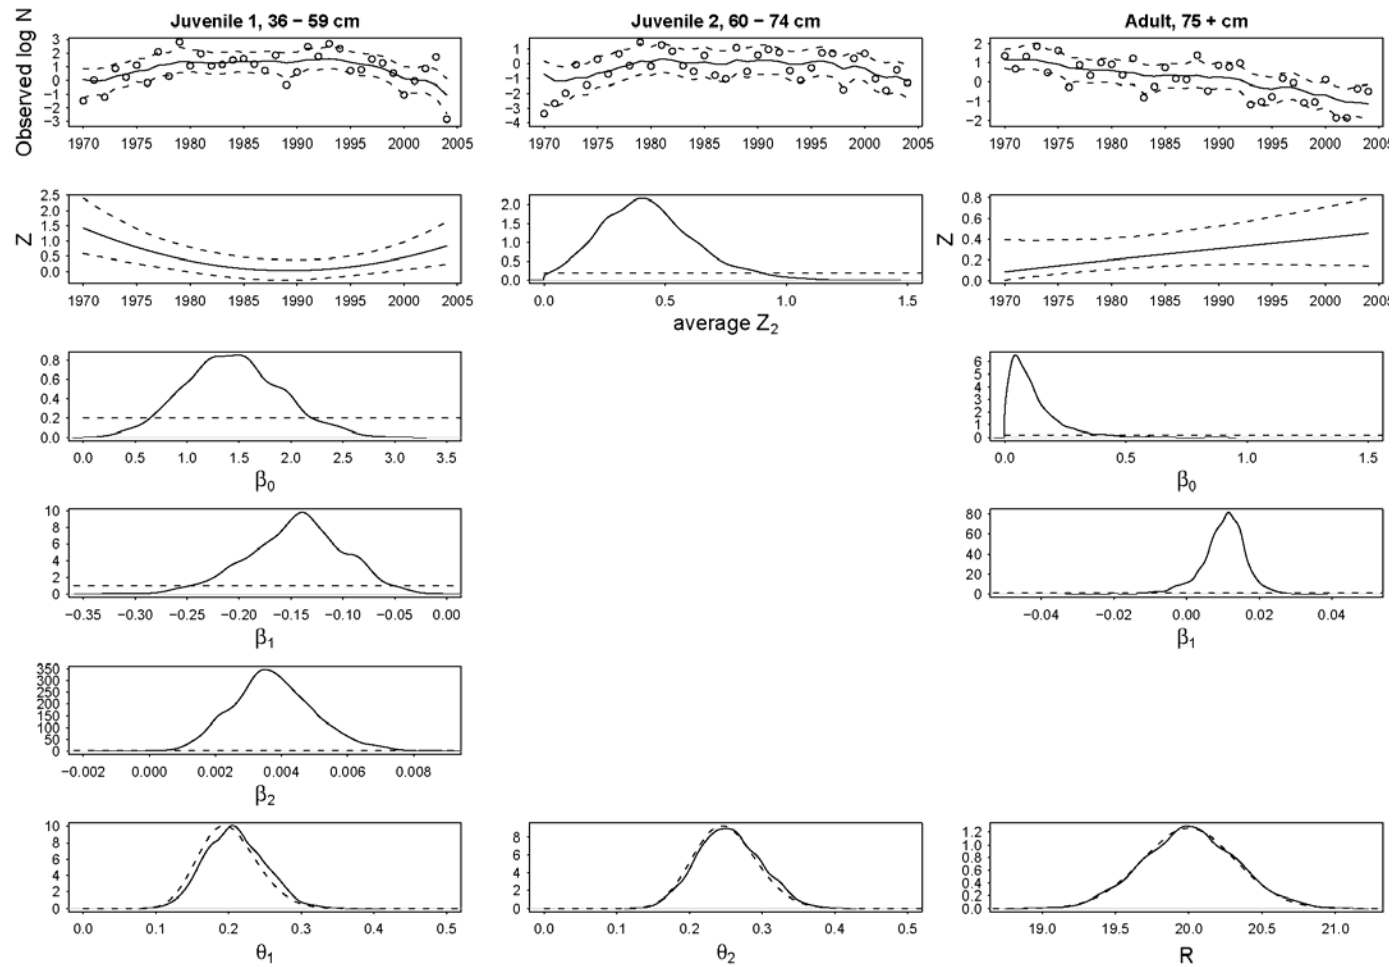 Juvenile 1, 36 – 59 cm
Juvenile 2, 60 – 74 cm
Adult, 75 + cm
Observed log N
3
2
1
0
−1
−2
−3
1970 1975 1980 1985 1990 1995 2000 2005
1
0
−1
−2
−3
−4
1970 1975 1980 1985 1990 1995 2000 2005
2
1
0
−1
−2
1970 1975 1980 1985 1990 1995 2000 2005
Z
2.5
2.0
1.5
1.0
0.5
0.0
1970 1975 1980 1985 1990 1995 2000 2005
2.0
1.5
1.0
0.5
0.0
0.0 0.5 1.0 1.5
average Z₂
Z
0.8
0.6
0.4
0.2
0.0
1970 1975 1980 1985 1990 1995 2000 2005
0.8
0.6
0.4
0.2
0.0
0.0 0.5 1.0 1.5 2.0 2.5 3.0 3.5
β₀
6
5
4
3
2
1
0
0.0 0.5 1.0 1.5
β₀
10
8
6
4
2
0
−0.35 −0.25 −0.20 −0.15 −0.10 −0.05 0.00
β₁
80
60
40
20
0
−0.04 −0.02 0.00 0.02 0.04
β₁
350
300
250
200
150
100
50
0
−0.002 0.000 0.002 0.004 0.006 0.008
β₂
10
8
6
4
2
0
0.0 0.1 0.2 0.3 0.4 0.5
θ₁
8
6
4
2
0
0.0 0.1 0.2 0.3 0.4 0.5
θ₂
1.2
1.0
0.8
0.6
0.4
0.2
0.0
19.0 19.5 20.0 20.5 21.0
R